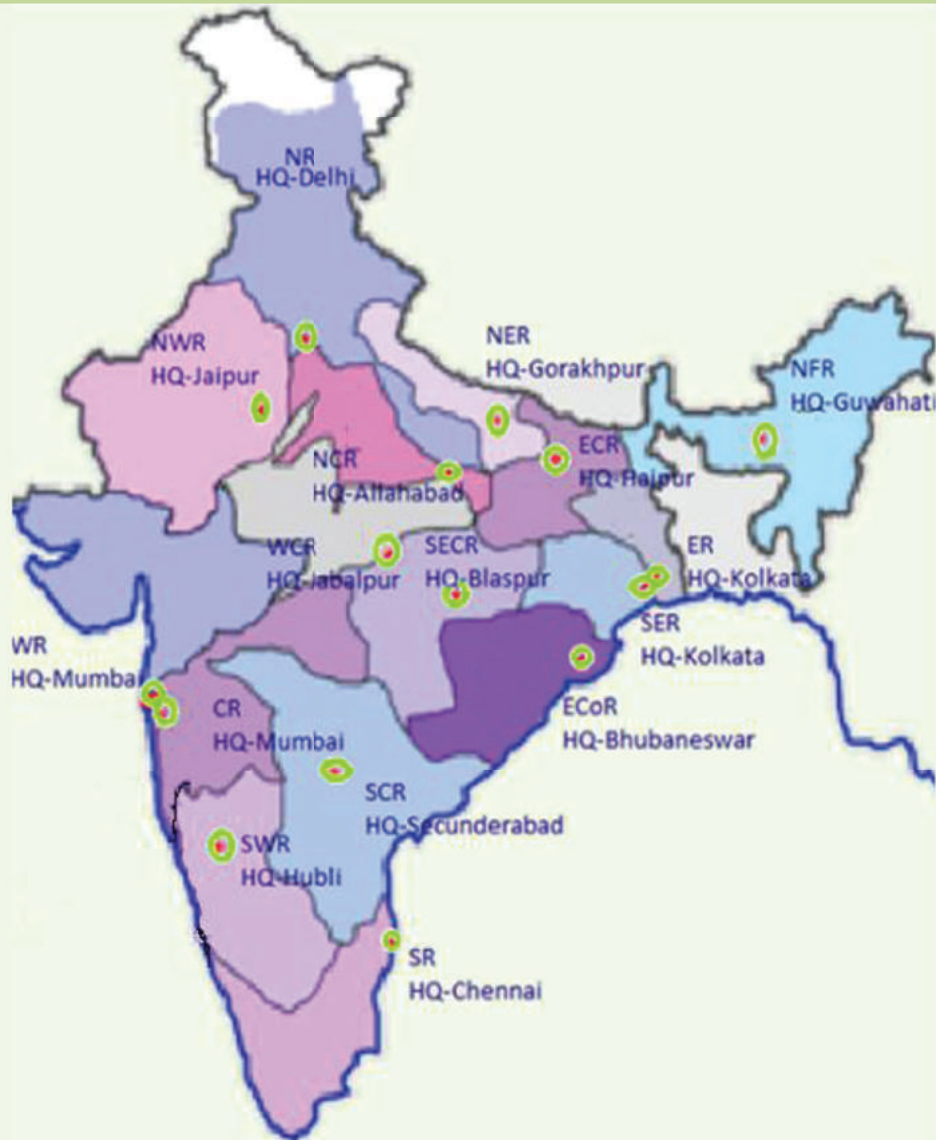 NR
HQ-Delhi
NWR
HQ-Jaipur
NER
HQ-Gorakhpur
NFR
HQ-Guwahati
NCR
HQ-Allahabad
ECR
HQ-Hajpur
WCR
HQ-Jabalpur
SECR
HQ-Blaspur
ER
HQ-Kolkata
SER
HQ-Kolkata
WR
HQ-Mumba
CR
HQ-Mumbai
ECoR
HQ-Bhubaneswar
SCR
HQ-Secunderabad
SWR
HQ-Hubli
SR
HQ-Chennai